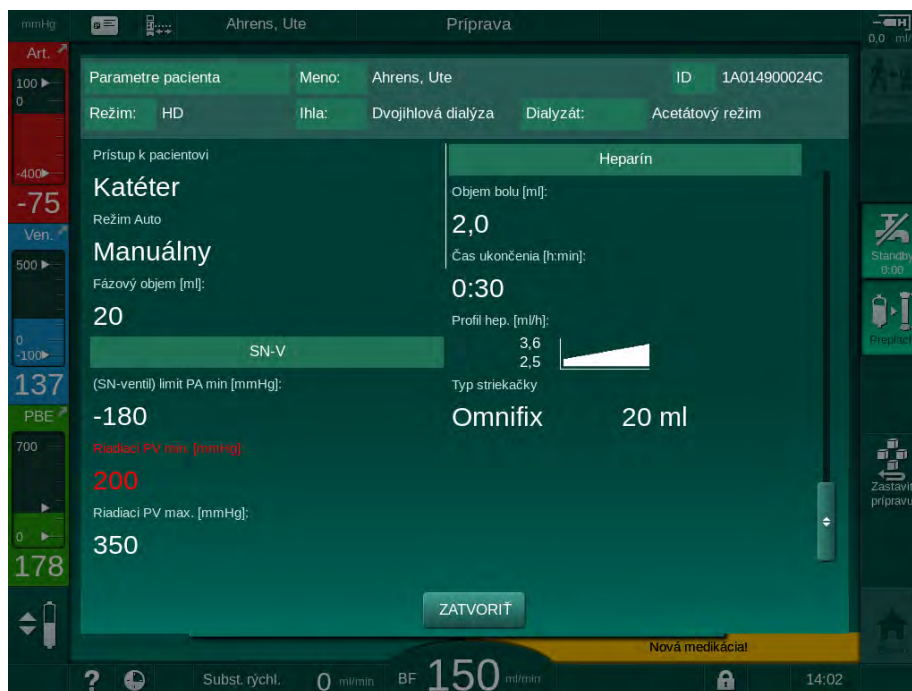 mmHg
Ahrens, Ute
Príprava
0,0 ml/
Art.
100
0
-400
-75
Ven.
500
0
-100
137
PBE
700
0
178
Parametre pacienta Meno: Ahrens, Ute ID 1A014900024C
Režim: HD Ihla: Dvojihlová dialýza Dialyzát: Acetátový režim
Prístup k pacientovi
Katéter
Režim Auto
Manuálny
Fázový objem [ml]:
20
SN-V
(SN-ventil) limit PA min [mmHg]:
-180
Riadiaci PV min. [mmHg]:
200
Riadiaci PV max. [mmHg]:
350
Heparín
Objem bolu [ml]:
2,0
Čas ukončenia [h:min]:
0:30
Profil hep. [ml/h]:
3,6
2,5
Typ striekačky
Omnifix 20 ml
ZATVORIŤ
Standby
0:00
Preplach
Zastaviť
prípravu
Nová medikácia!
? Subst. rýchl. 0 ml/min BF 150 ml/min 14:02